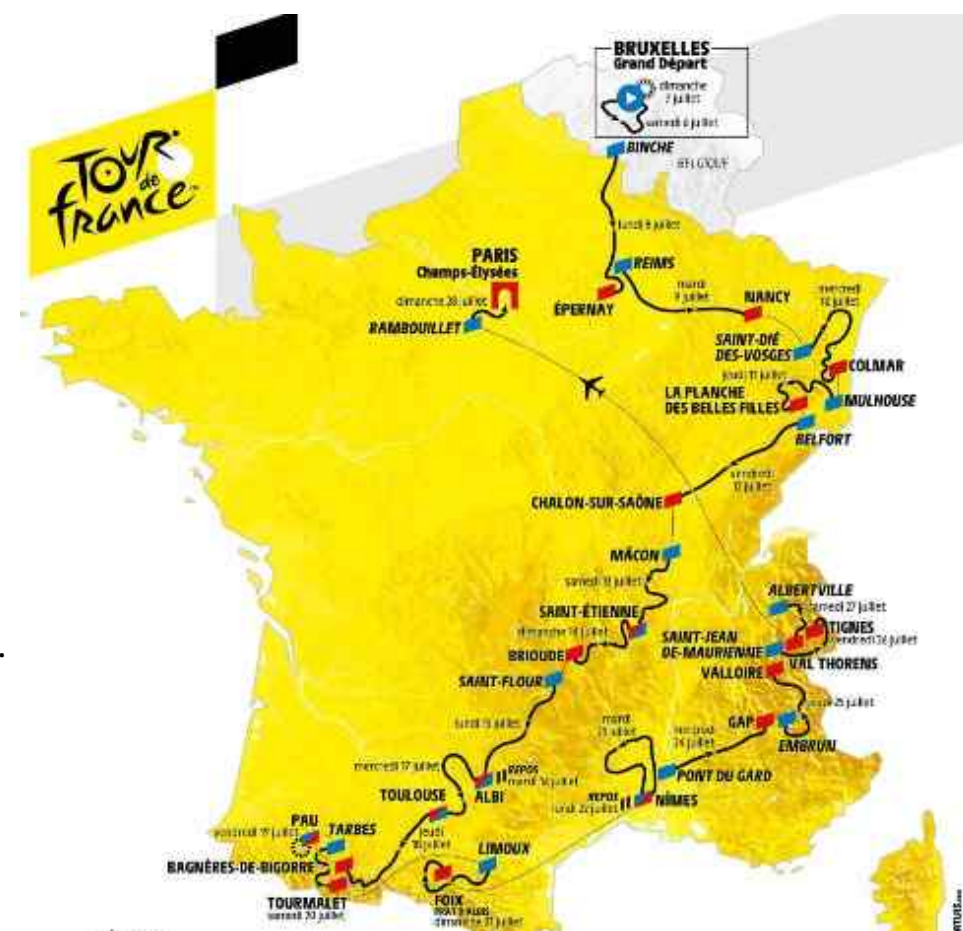 TOUR
de
France
BRUXELLES
Grand Départ
dimanche
7 juillet
samedi 6 juillet
BINCHE
BELGIQUE
lundi 8 juillet
REIMS
PARIS
Champs-Élysées
dimanche 28 juillet
RAMBOUILLET
ÉPERNAY
mardi
9 juillet
NANCY
mercredi
10 juillet
SAINT-DIÉ
DES-VOSGES
COLMAR
jeudi 11 juillet
LA PLANCHE
DES BELLES FILLES
MULHOUSE
BELFORT
vendredi
12 juillet
CHALON-SUR-SAÔNE
MÂCON
samedi 13 juillet
SAINT-ÉTIENNE
dimanche 14 juillet
BRIOUDE
SAINT-FLOUR
lundi 15 juillet
ALBERTVILLE
samedi 27 juillet
TIGNES
vendredi 26 juillet
SAINT-JEAN
DE-MAURIENNE
VAL THORENS
VALLOIRE
jeudi 25 juillet
GAP
EMBRUN
mardi
23 juillet
mercredi
24 juillet
PONT DU GARD
REPOS
lundi 22 juillet
NÎMES
mercredi 17 juillet
REPOS
mardi 16 juillet
ALBI
TOULOUSE
jeudi
18 juillet
PAU
vendredi 19 juillet
TARBES
BAGNÈRES-DE-BIGORRE
TOURMALET
samedi 20 juillet
LIMOUX
FOIX
PRAT D'ALBIS
dimanche 21 juillet